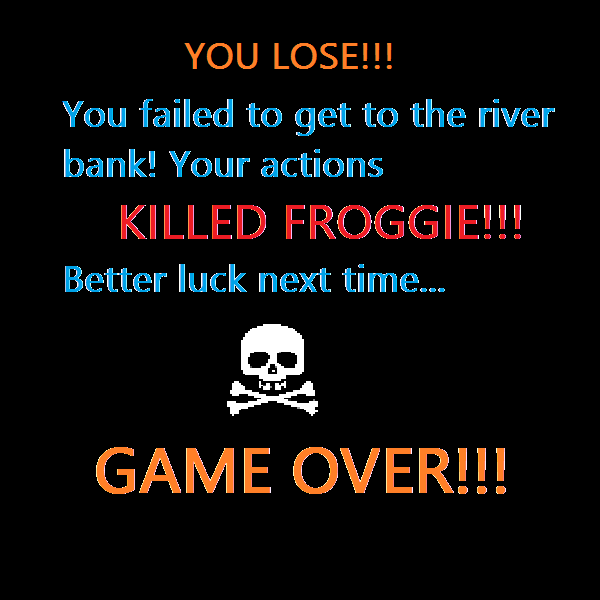 YOU LOSE!!!
You failed to get to the river
bank! Your actions
KILLED FROGGIE!!!
Better luck next time...
GAME OVER!!!